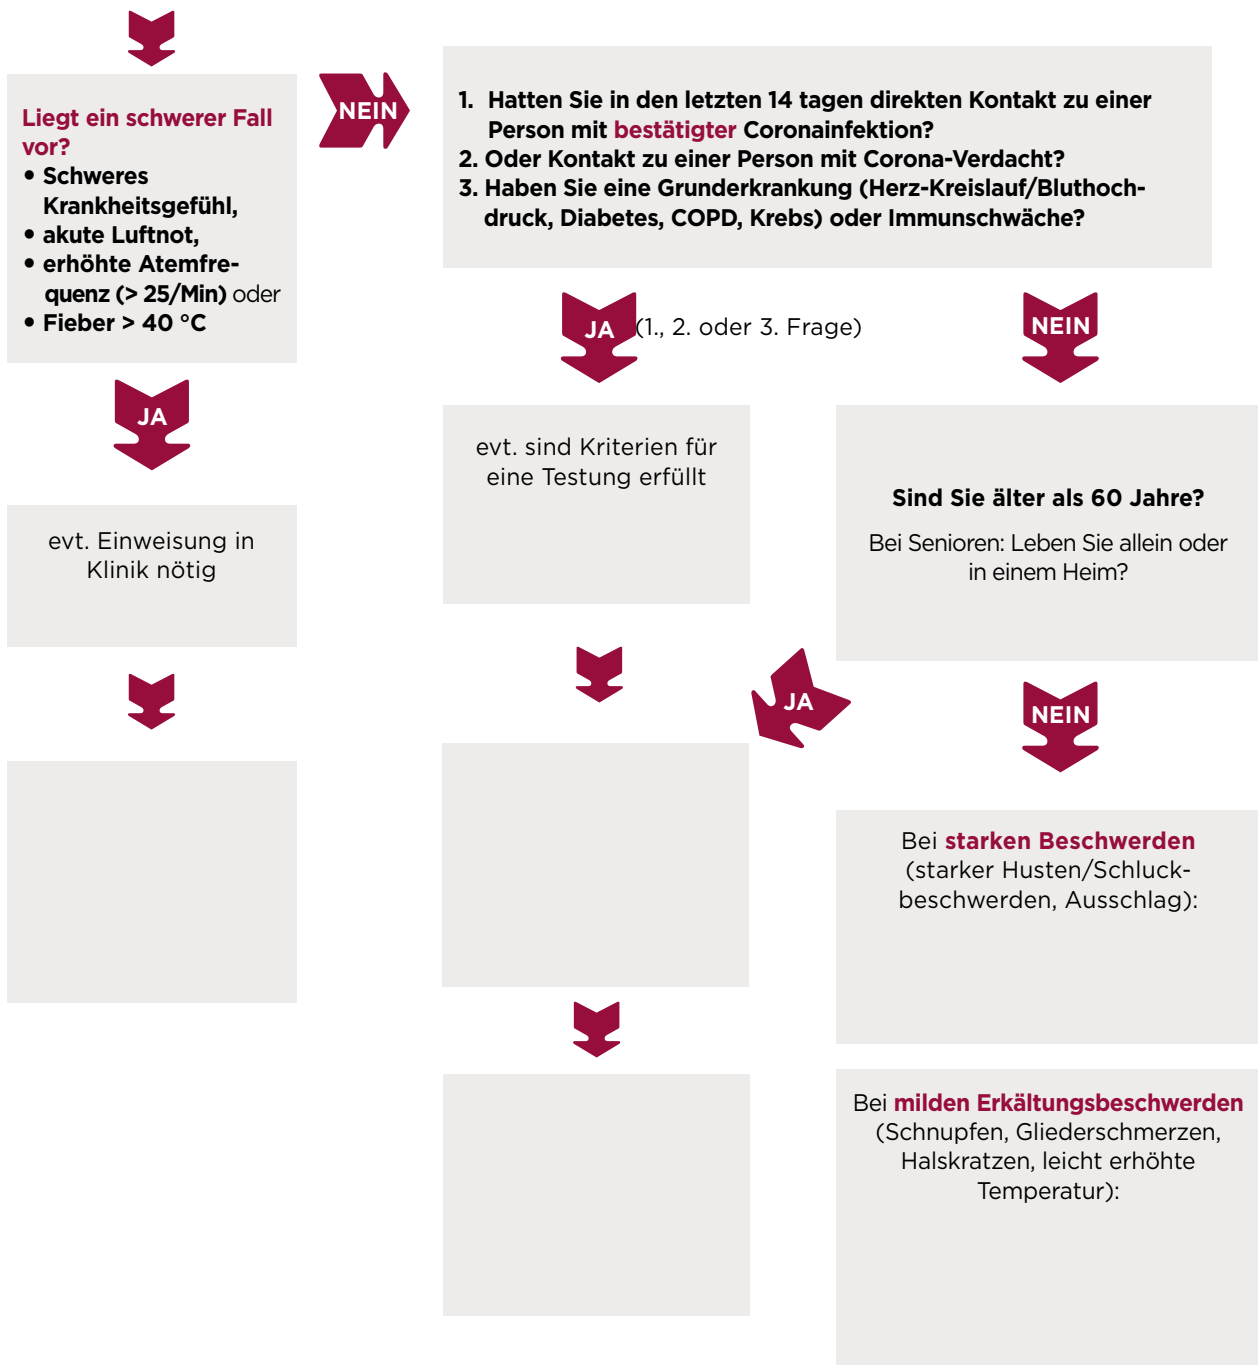 Liegt ein schwerer Fall
vor?
• Schweres
Krankheitsgefühl,
• akute Luftnot,
• erhöhte Atemfre-
quenz (> 25/Min) oder
• Fieber > 40 °C
NEIN
1. Hatten Sie in den letzten 14 tagen direkten Kontakt zu einer
Person mit bestätigter Coronainfektion?
2. Oder Kontakt zu einer Person mit Corona-Verdacht?
3. Haben Sie eine Grunderkrankung (Herz-Kreislauf/Bluthoch-
druck, Diabetes, COPD, Krebs) oder Immunschwäche?
JA (1., 2. oder 3. Frage)
NEIN
JA
evt. Einweisung in
Klinik nötig
evt. sind Kriterien für
eine Testung erfüllt
Sind Sie älter als 60 Jahre?
Bei Senioren: Leben Sie allein oder
in einem Heim?
JA
NEIN
Bei starken Beschwerden
(starker Husten/Schluck-
beschwerden, Ausschlag):
Bei milden Erkältungsbeschwerden
(Schnupfen, Gliederschmerzen,
Halskratzen, leicht erhöhte
Temperatur):